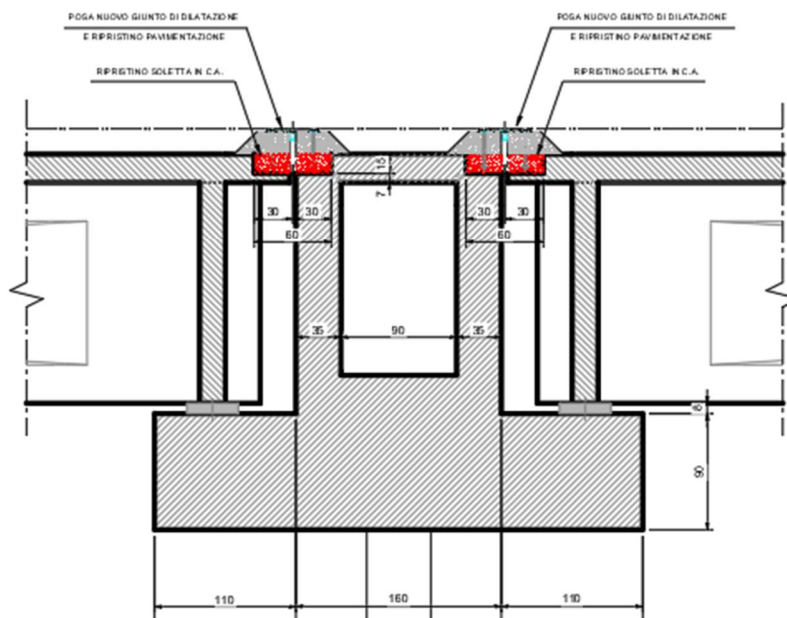 POSA NUOVO GIUNTO DI DILATAZIONE
E RIPRISTINO PAVIMENTAZIONE
RIPRISTINO SOLETTA IN C.A.
POSA NUOVO GIUNTO DI DILATAZIONE
E RIPRISTINO PAVIMENTAZIONE
RIPRISTINO SOLETTA IN C.A.
15
7
30 30
60
30 30
60
35 90 35
8
90
110 160 110